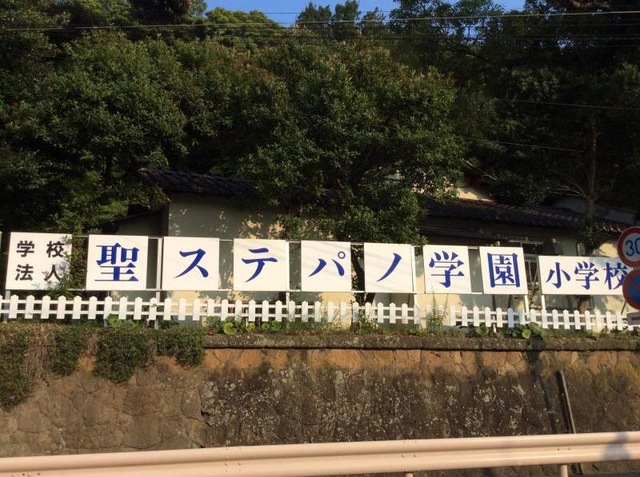 学校
法人
聖ステパノ学園 小学校
30